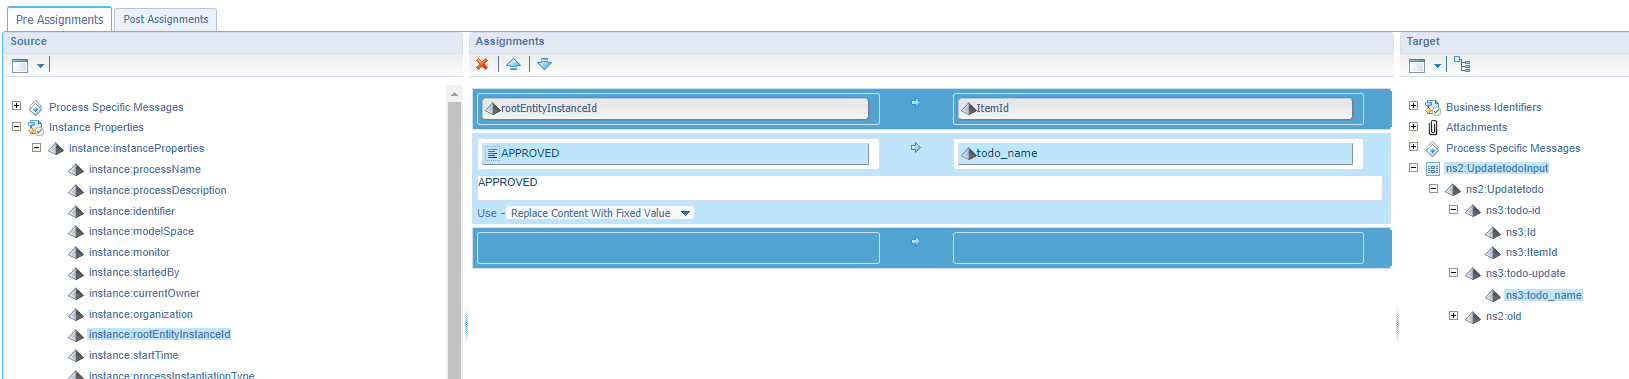 Pre Assignments
Post Assignments
Source
Process Specific Messages
Instance Properties
instance:instanceProperties
instance:processName
instance:processDescription
instance:identifier
instance:modelSpace
instance:monitor
instance:startedBy
instance:currentOwner
instance:organization
instance:rootEntityInstanceId
instance:startTime
instance:processInstantiationType
Assignments
rootEntityInstanceId
ItemId
APPROVED
todo_name
APPROVED
Use - Replace Content With Fixed Value
Target
Business Identifiers
Attachments
Process Specific Messages
ns2:UpdatetodoInput
ns2:Updatetodo
ns3:todo-id
ns3:Id
ns3:ItemId
ns3:todo-update
ns3:todo_name
ns2:old